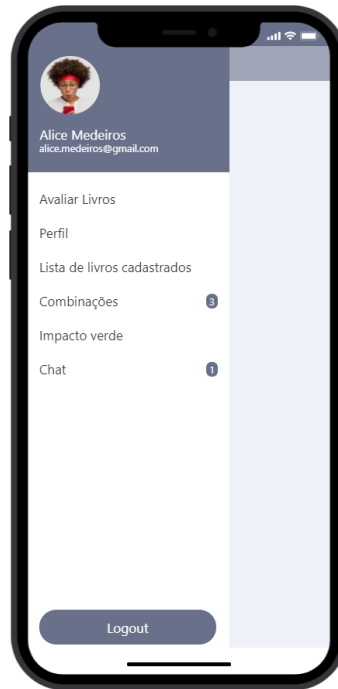 Alice Medeiros
alice.medeiros@gmail.com
Avaliar Livros
Perfil
Lista de livros cadastrados
Combinações 3
Impacto verde
Chat 1
Logout